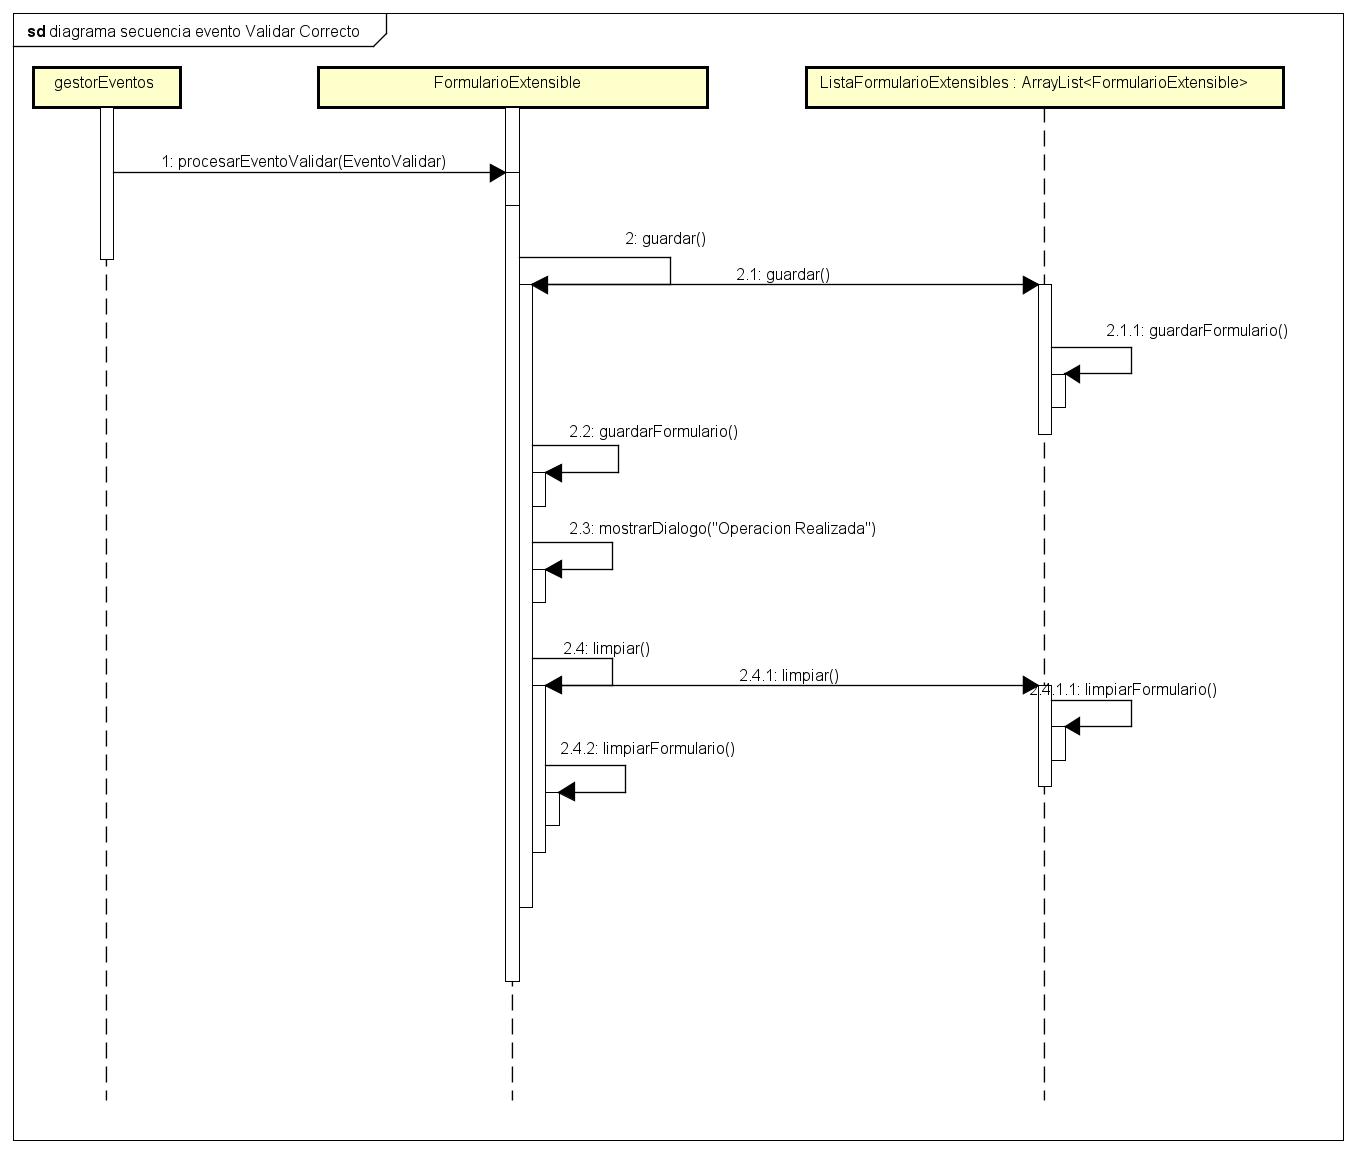 sd diagrama secuencia evento Validar Correcto
gestorEventos
FormularioExtensible
ListaFormularioExtensibles : ArrayList<FormularioExtensible>
1: procesarEventoValidar(EventoValidar)
2: guardar()
2.1: guardar()
2.1.1: guardarFormulario()
2.2: guardarFormulario()
2.3: mostrarDialogo("Operacion Realizada")
2.4: limpiar()
2.4.1: limpiar()
2.4.1.1: limpiarFormulario()
2.4.2: limpiarFormulario()